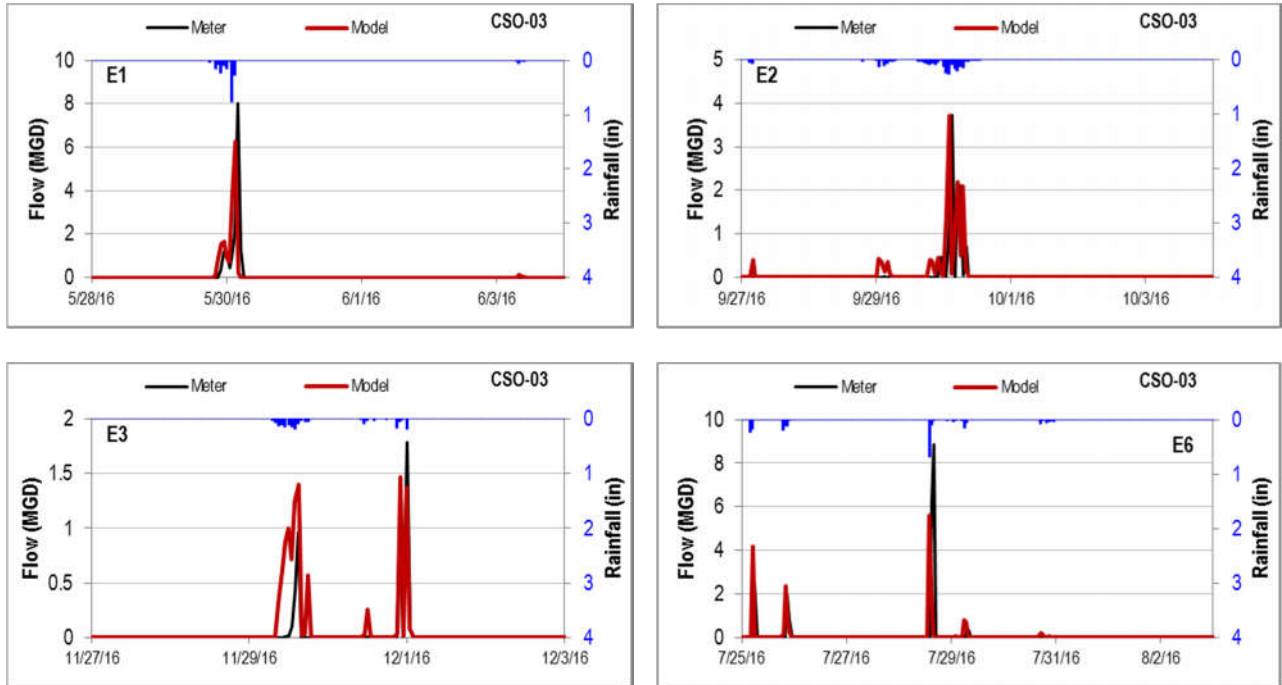 Meter Model CSO-03
E1
Flow (MGD)
10
8
6
4
2
0
0
1
2
3
4
Rainfall (in)
5/28/16 5/30/16 6/1/16 6/3/16
Meter Model CSO-03
E2
Flow (MGD)
5
4
3
2
1
0
0
1
2
3
4
Rainfall (in)
9/27/16 9/29/16 10/1/16 10/3/16
Meter Model CSO-03
E3
Flow (MGD)
2
1.5
1
0.5
0
0
1
2
3
4
Rainfall (in)
11/27/16 11/29/16 12/1/16 12/3/16
Meter Model CSO-03
E6
Flow (MGD)
10
8
6
4
2
0
0
1
2
3
4
Rainfall (in)
7/25/16 7/27/16 7/29/16 7/31/16 8/2/16